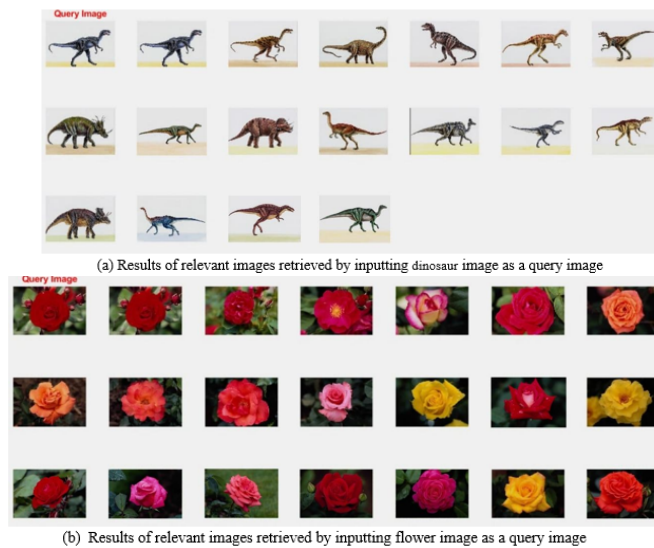 Query Image
(a) Results of relevant images retrieved by inputting dinosaur image as a query image
Query Image
(b) Results of relevant images retrieved by inputting flower image as a query image